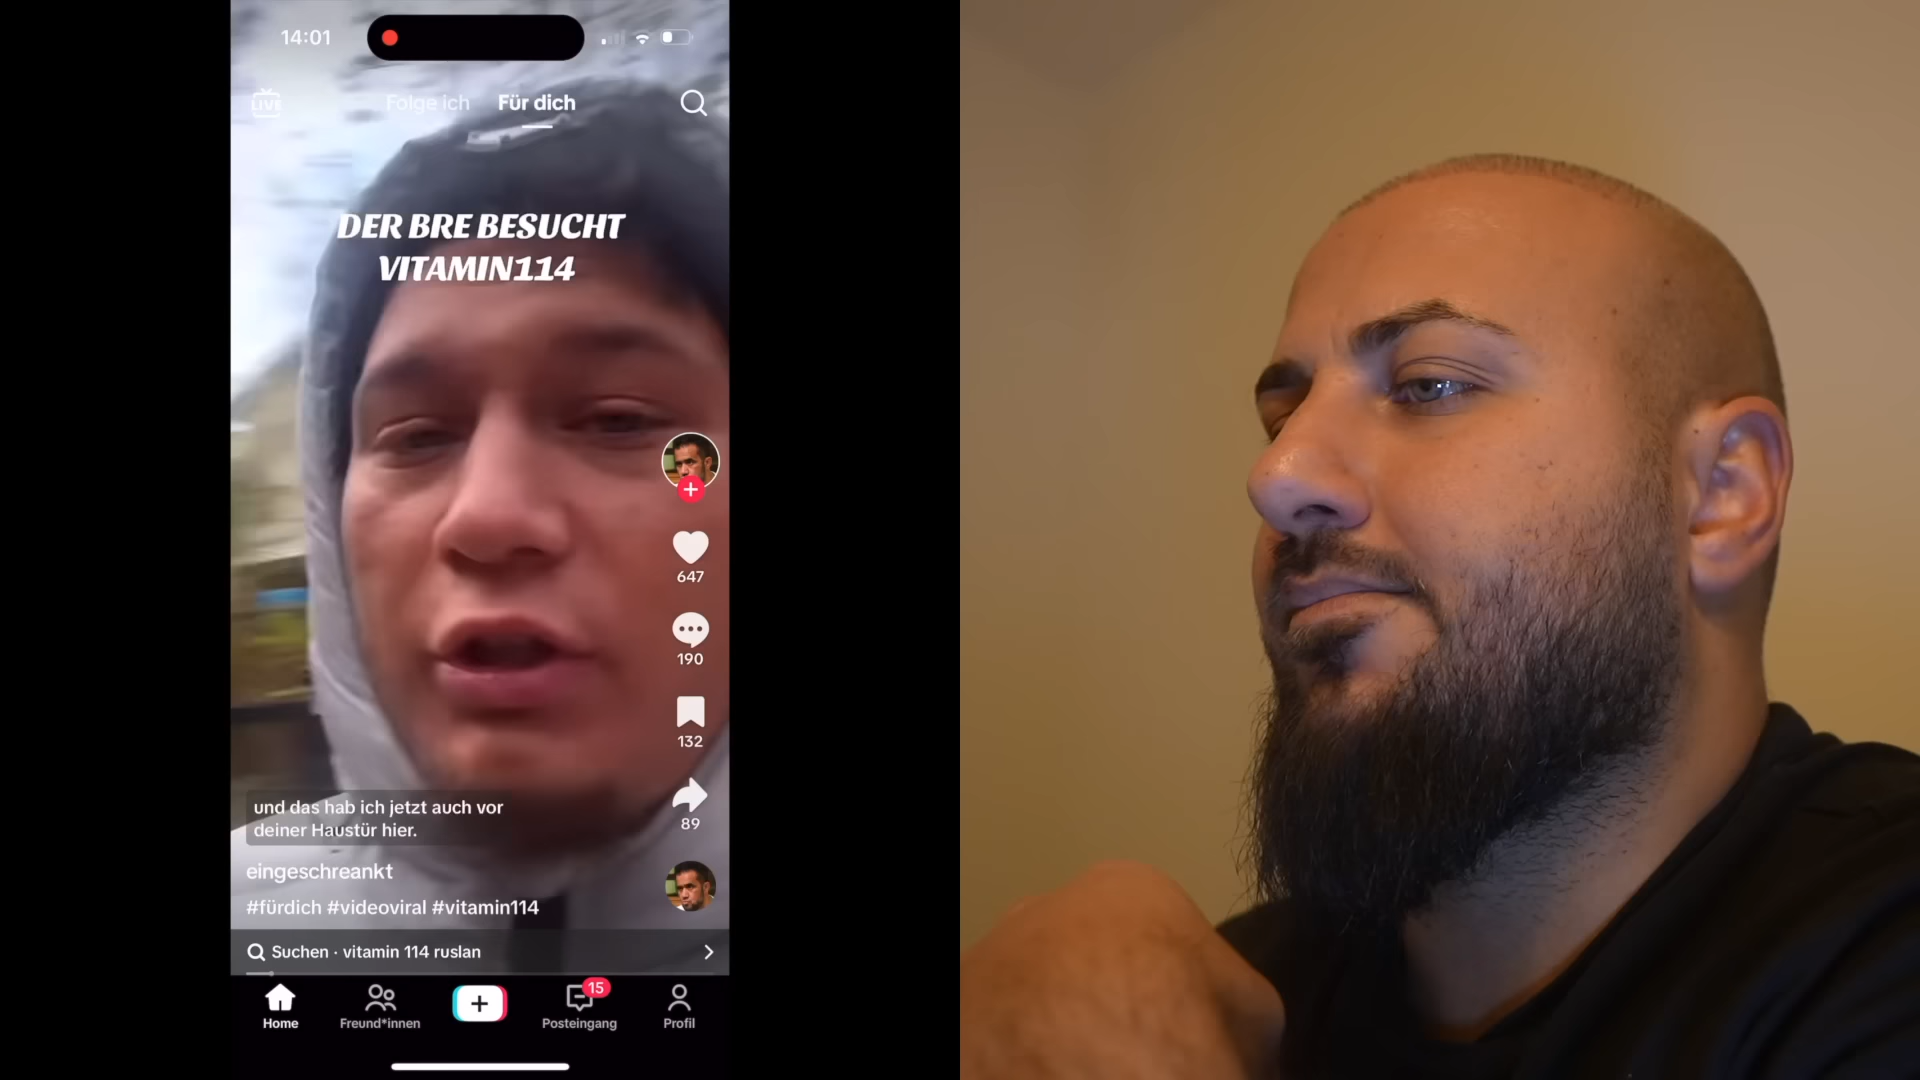 14:01
LIVE
Folge ich
Für dich
DER BRE BESUCHT
VITAMIN114
647
190
132
89
und das hab ich jetzt auch vor
deiner Haustür hier.
eingeschreankt
#fürdich #videoviral #vitamin114
Suchen · vitamin 114 ruslan
15
Home
Freund*innen
Posteingang
Profil